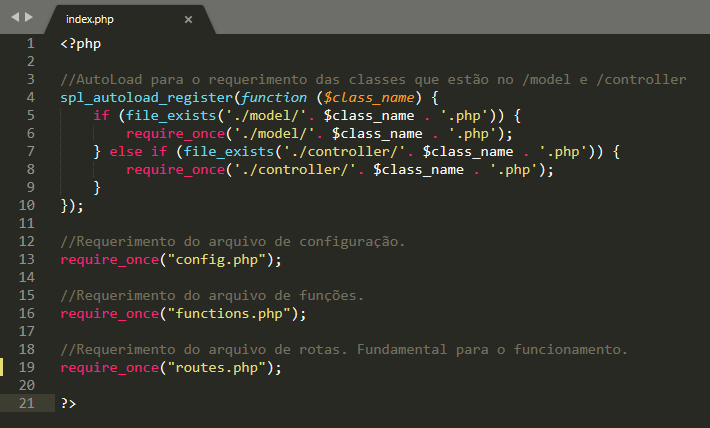 index.php
1 <?php
2
3 //AutoLoad para o requerimento das classes que estão no /model e /controller
4 spl_autoload_register(function ($class_name) {
5     if (file_exists('./model/'. $class_name . '.php')) {
6         require_once('./model/'. $class_name . '.php');
7     } else if (file_exists('./controller/'. $class_name . '.php')) {
8         require_once('./controller/'. $class_name . '.php');
9     }
10 });
11
12 //Requerimento do arquivo de configuração.
13 require_once("config.php");
14
15 //Requerimento do arquivo de funções.
16 require_once("functions.php");
17
18 //Requerimento do arquivo de rotas. Fundamental para o funcionamento.
19 require_once("routes.php");
20
21 ?>